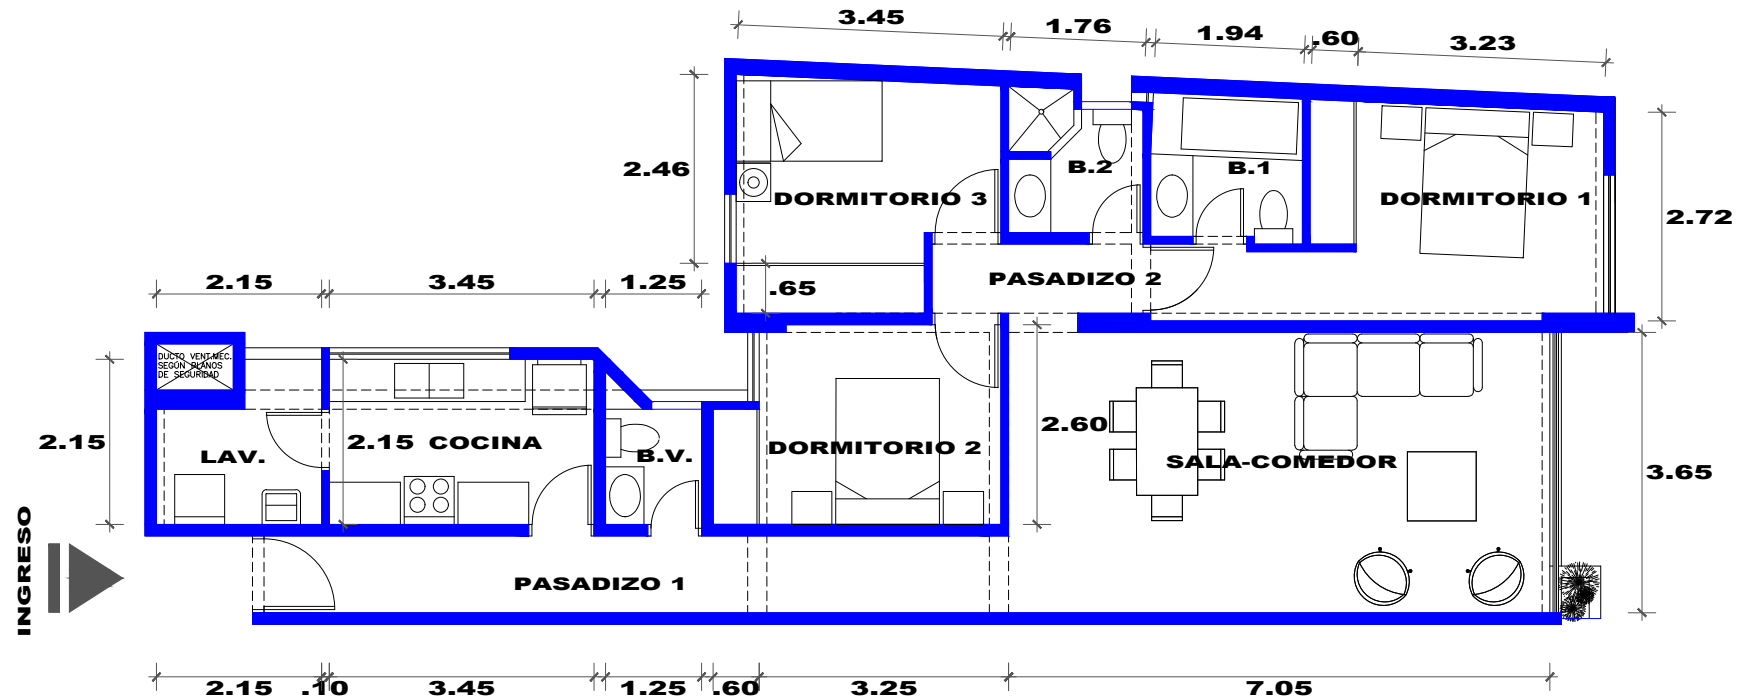 3.45 1.76 1.94 .60 3.23
2.46
B.2 B.1
DORMITORIO 3 DORMITORIO 1
2.72
2.15 3.45 1.25 .65 PASADIZO 2
DUCTO VENT.MEC.
SEGÚN PLANOS
DE SEGURIDAD
2.15 LAV. 2.15 COCINA B.V. DORMITORIO 2 2.60 SALA-COMEDOR 3.65
INGRESO
PASADIZO 1
2.15 .10 3.45 1.25 .60 3.25 7.05